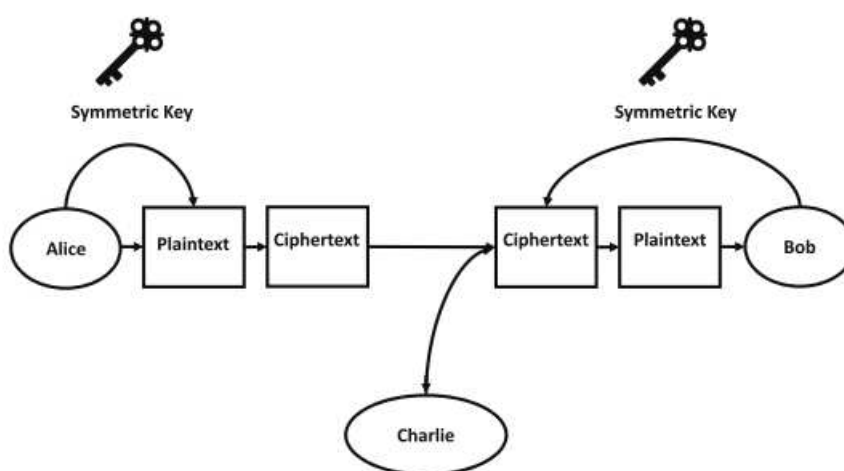 Symmetric Key
Symmetric Key
Alice
Plaintext
Ciphertext
Ciphertext
Plaintext
Bob
Charlie